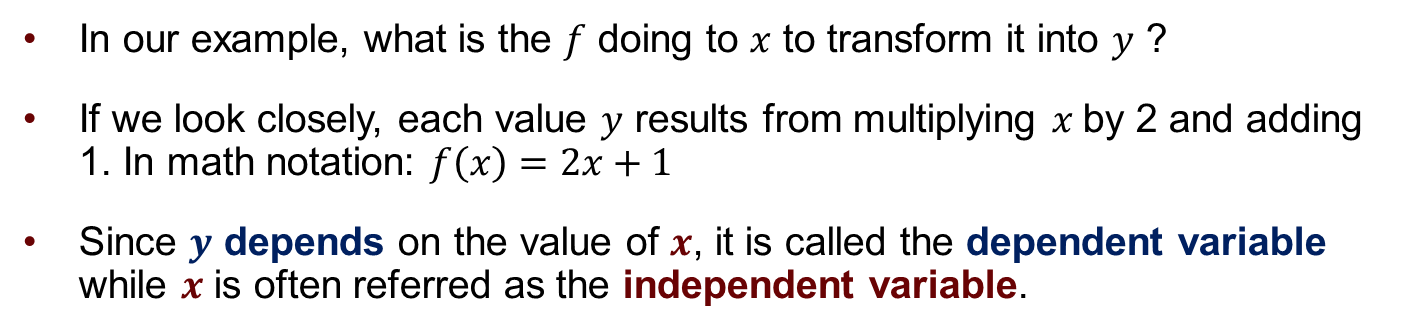 • In our example, what is the f doing to x to transform it into y ?
• If we look closely, each value y results from multiplying x by 2 and adding
1. In math notation: f(x) = 2x + 1
• Since y depends on the value of x, it is called the dependent variable
while x is often referred as the independent variable.